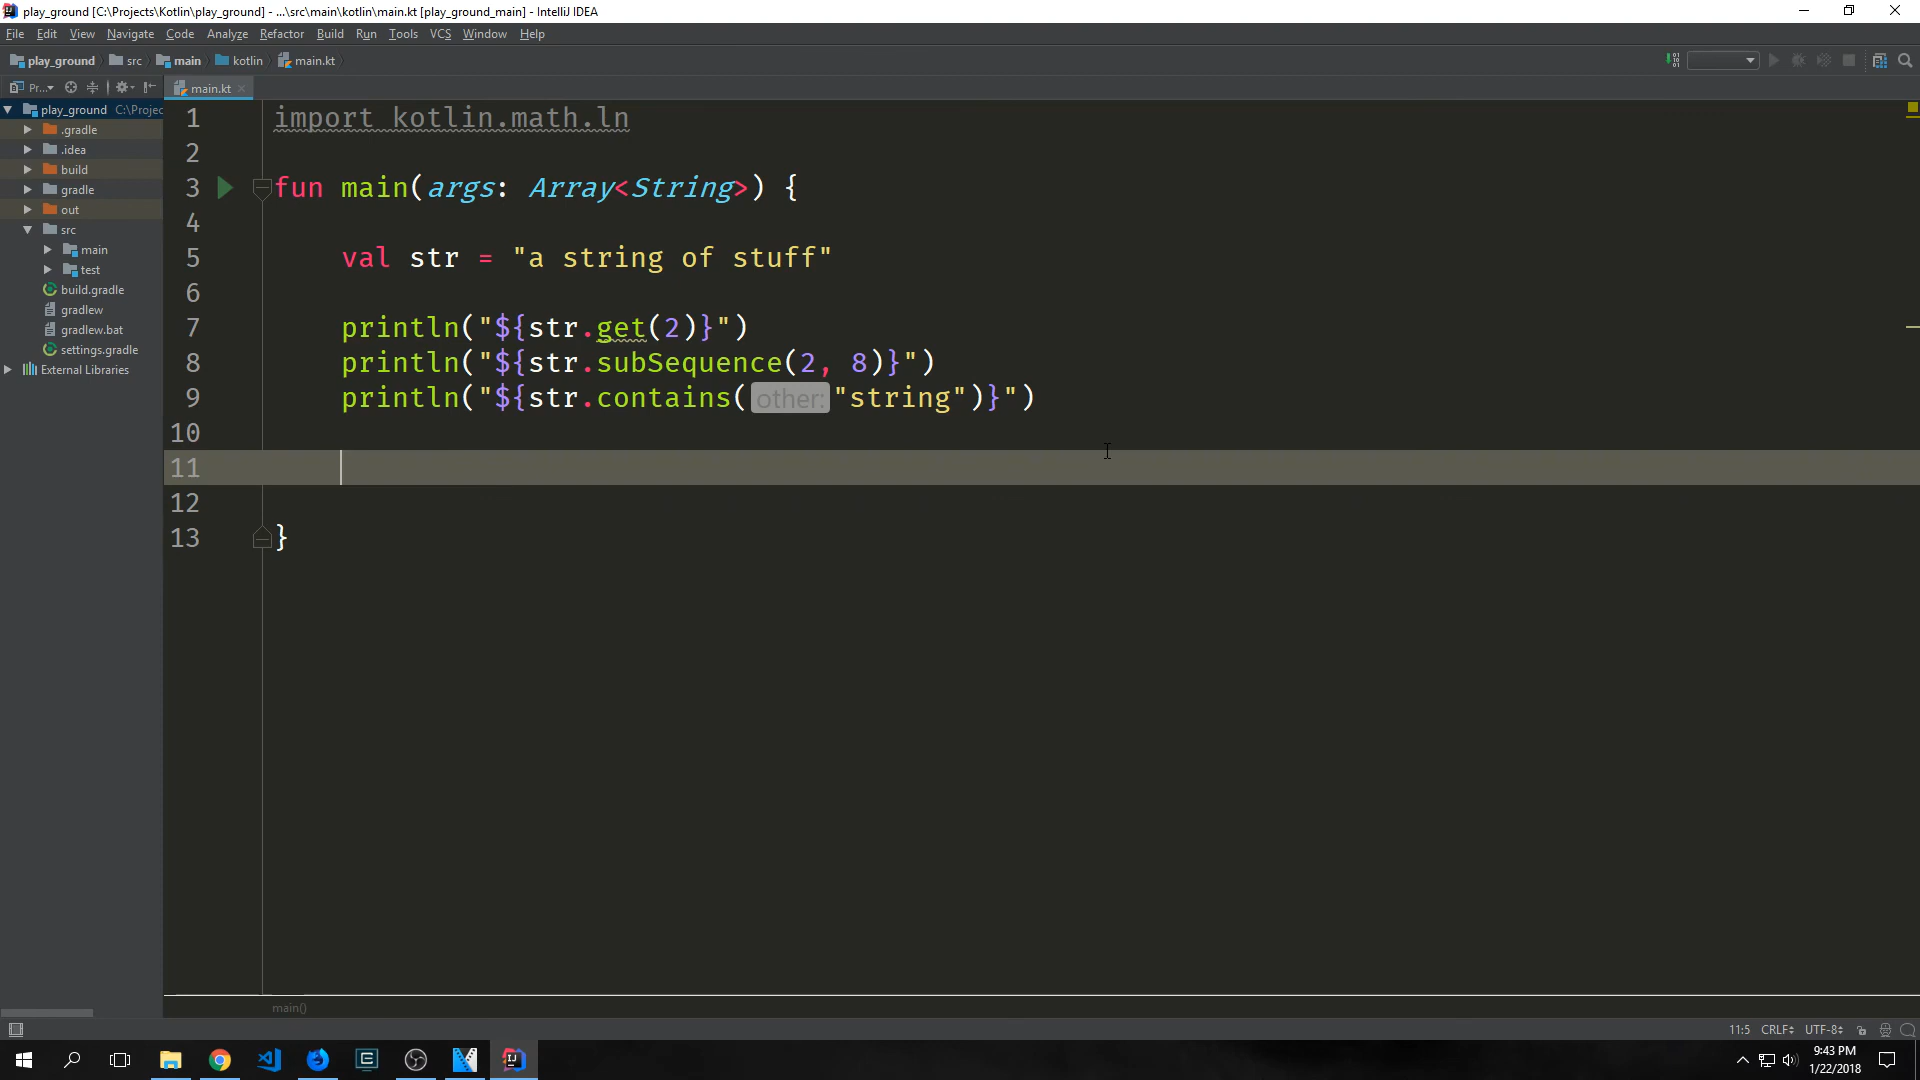 play_ground [C:\Projects\Kotlin\play_ground] - ...\src\main\kotlin\main.kt [play_ground_main] - IntelliJ IDEA
File Edit View Navigate Code Analyze Refactor Build Run Tools VCS Window Help
play_ground src main kotlin main.kt
Pr... main.kt
play_ground C:\Projec
.gradle
.idea
build
gradle
out
src
main
test
build.gradle
gradlew
gradlew.bat
settings.gradle
External Libraries
1 import kotlin.math.ln
2
3 fun main(args: Array<String>) {
4
5 val str = "a string of stuff"
6
7 println("${str.get(2)}")
8 println("${str.subSequence(2, 8)}")
9 println("${str.contains(other: "string")}")
10
11
12
13 }
main()
11:5 CRLF UTF-8
9:43 PM
1/22/2018